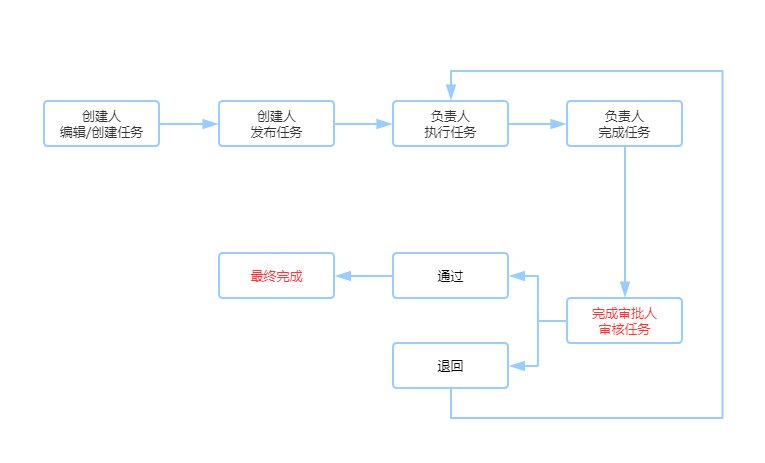 创建人
编辑/创建任务
创建人
发布任务
负责人
执行任务
负责人
完成任务
最终完成
通过
完成审批人
审核任务
退回